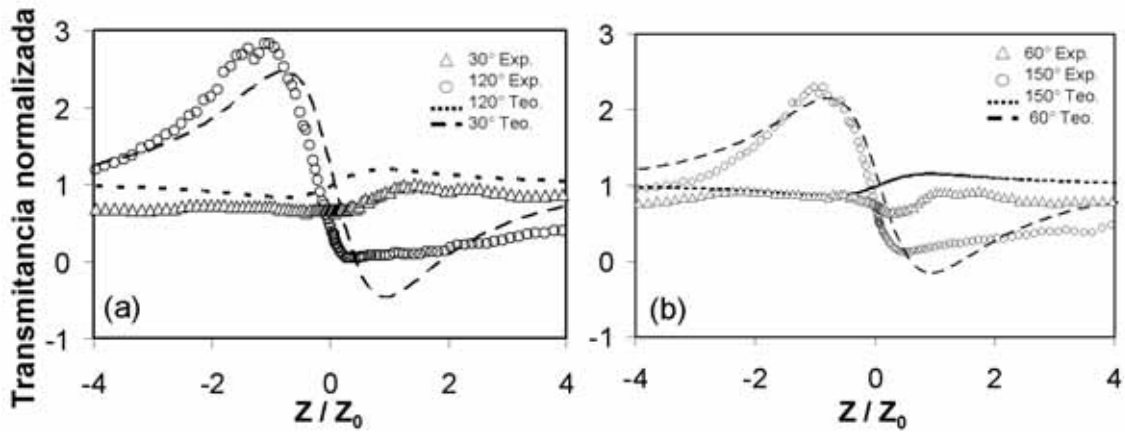 Transmitancia normalizada
3
2
1
0
-1
30° Exp.
120° Exp.
120° Teo.
30° Teo.
(a)
-4
-2
0
2
4
Z / Z₀
3
2
1
0
-1
60° Exp.
150° Exp.
150° Teo.
60° Teo.
(b)
-4
-2
0
2
4
Z / Z₀